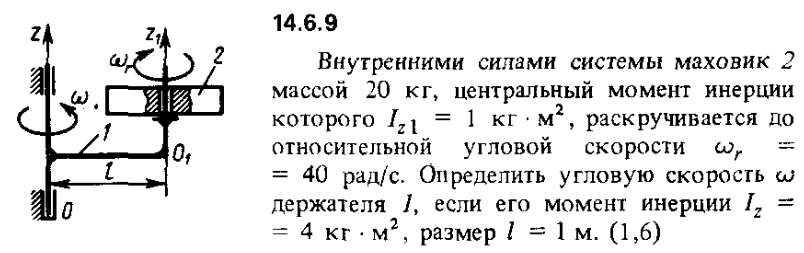 14.6.9
Внутренними силами системы маховик 2
массой 20 кг, центральный момент инерции
которого I_{z1} = 1 кг · м², раскручивается до
относительной угловой скорости ω_r =
= 40 рад/с. Определить угловую скорость ω
держателя 1, если его момент инерции I_z =
= 4 кг · м², размер l = 1 м. (1,6)
z
z₁
ω_r
2
ω
1
O₁
l
O